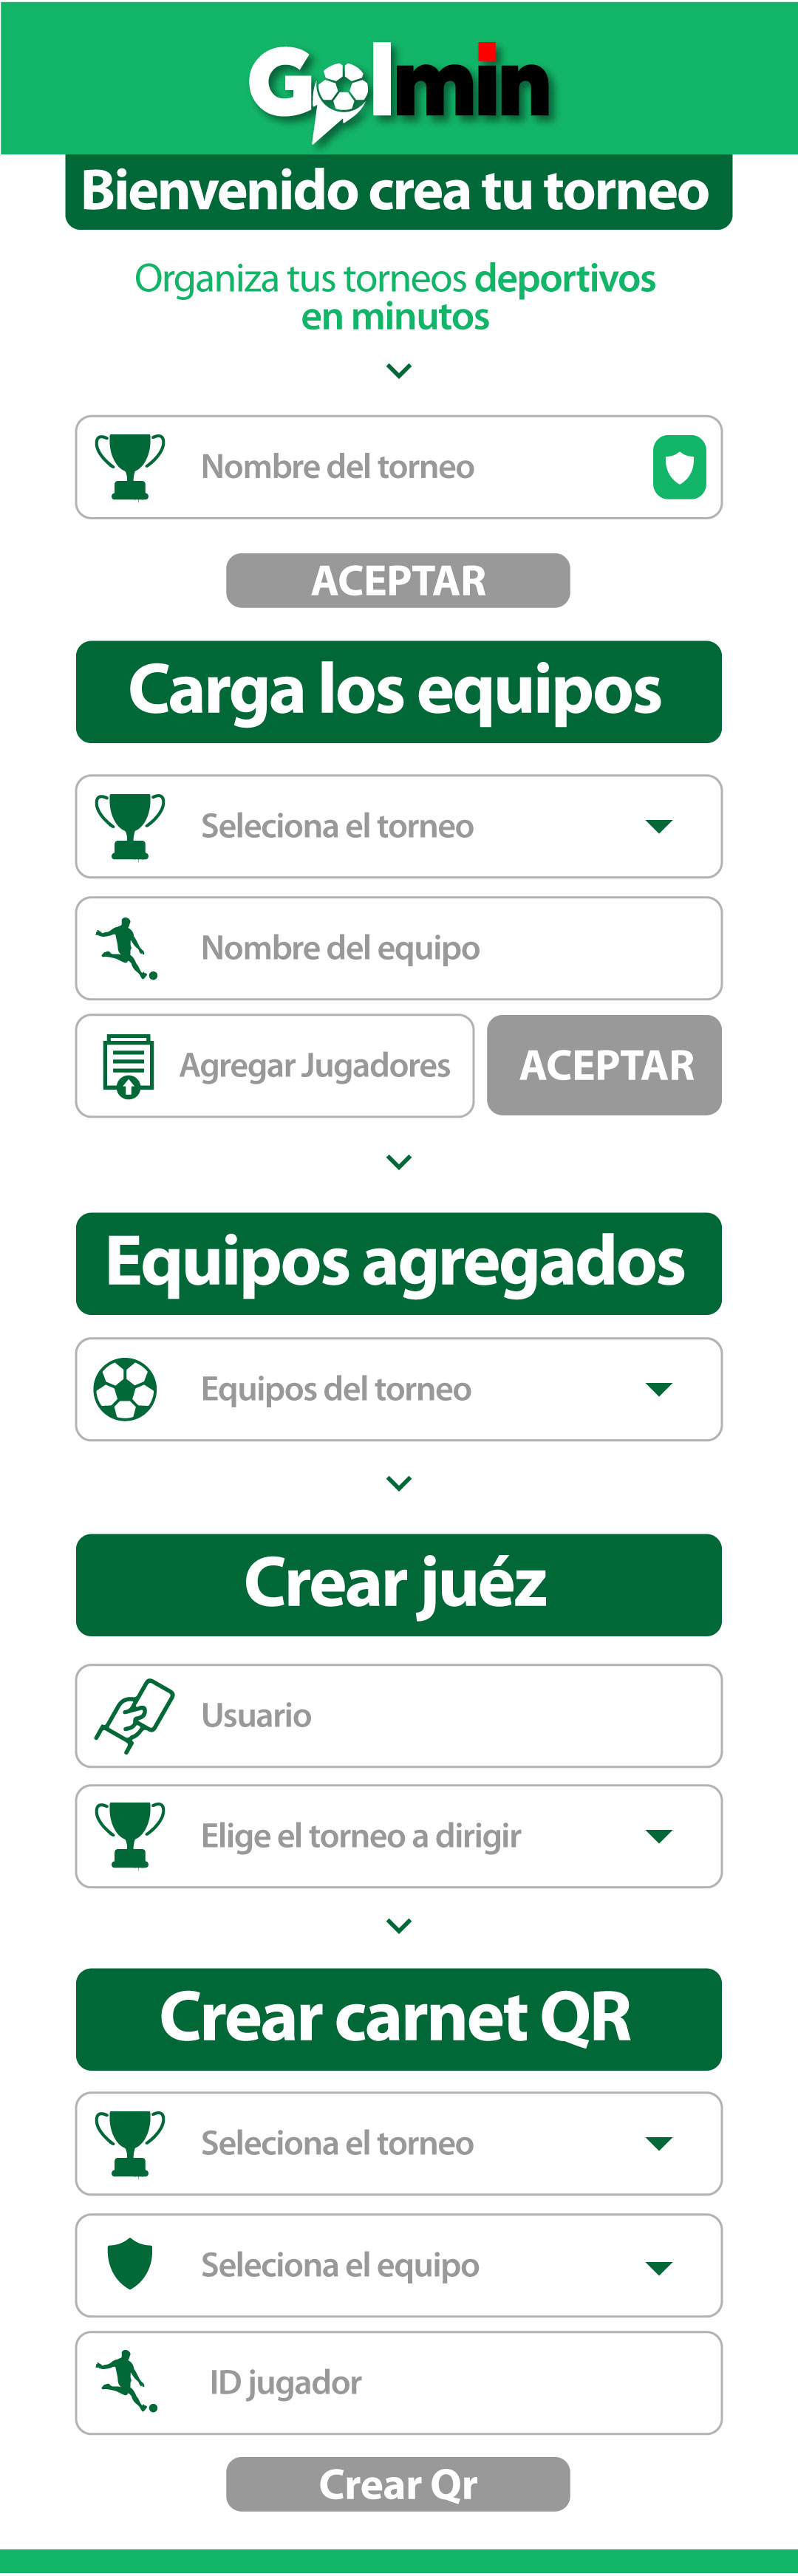 Golmin
Bienvenido crea tu torneo
Organiza tus torneos deportivos
en minutos
Nombre del torneo
ACEPTAR
Carga los equipos
Seleciona el torneo
Nombre del equipo
Agregar Jugadores
ACEPTAR
Equipos agregados
Equipos del torneo
Crear juéz
Usuario
Elige el torneo a dirigir
Crear carnet QR
Seleciona el torneo
Seleciona el equipo
ID jugador
Crear Qr